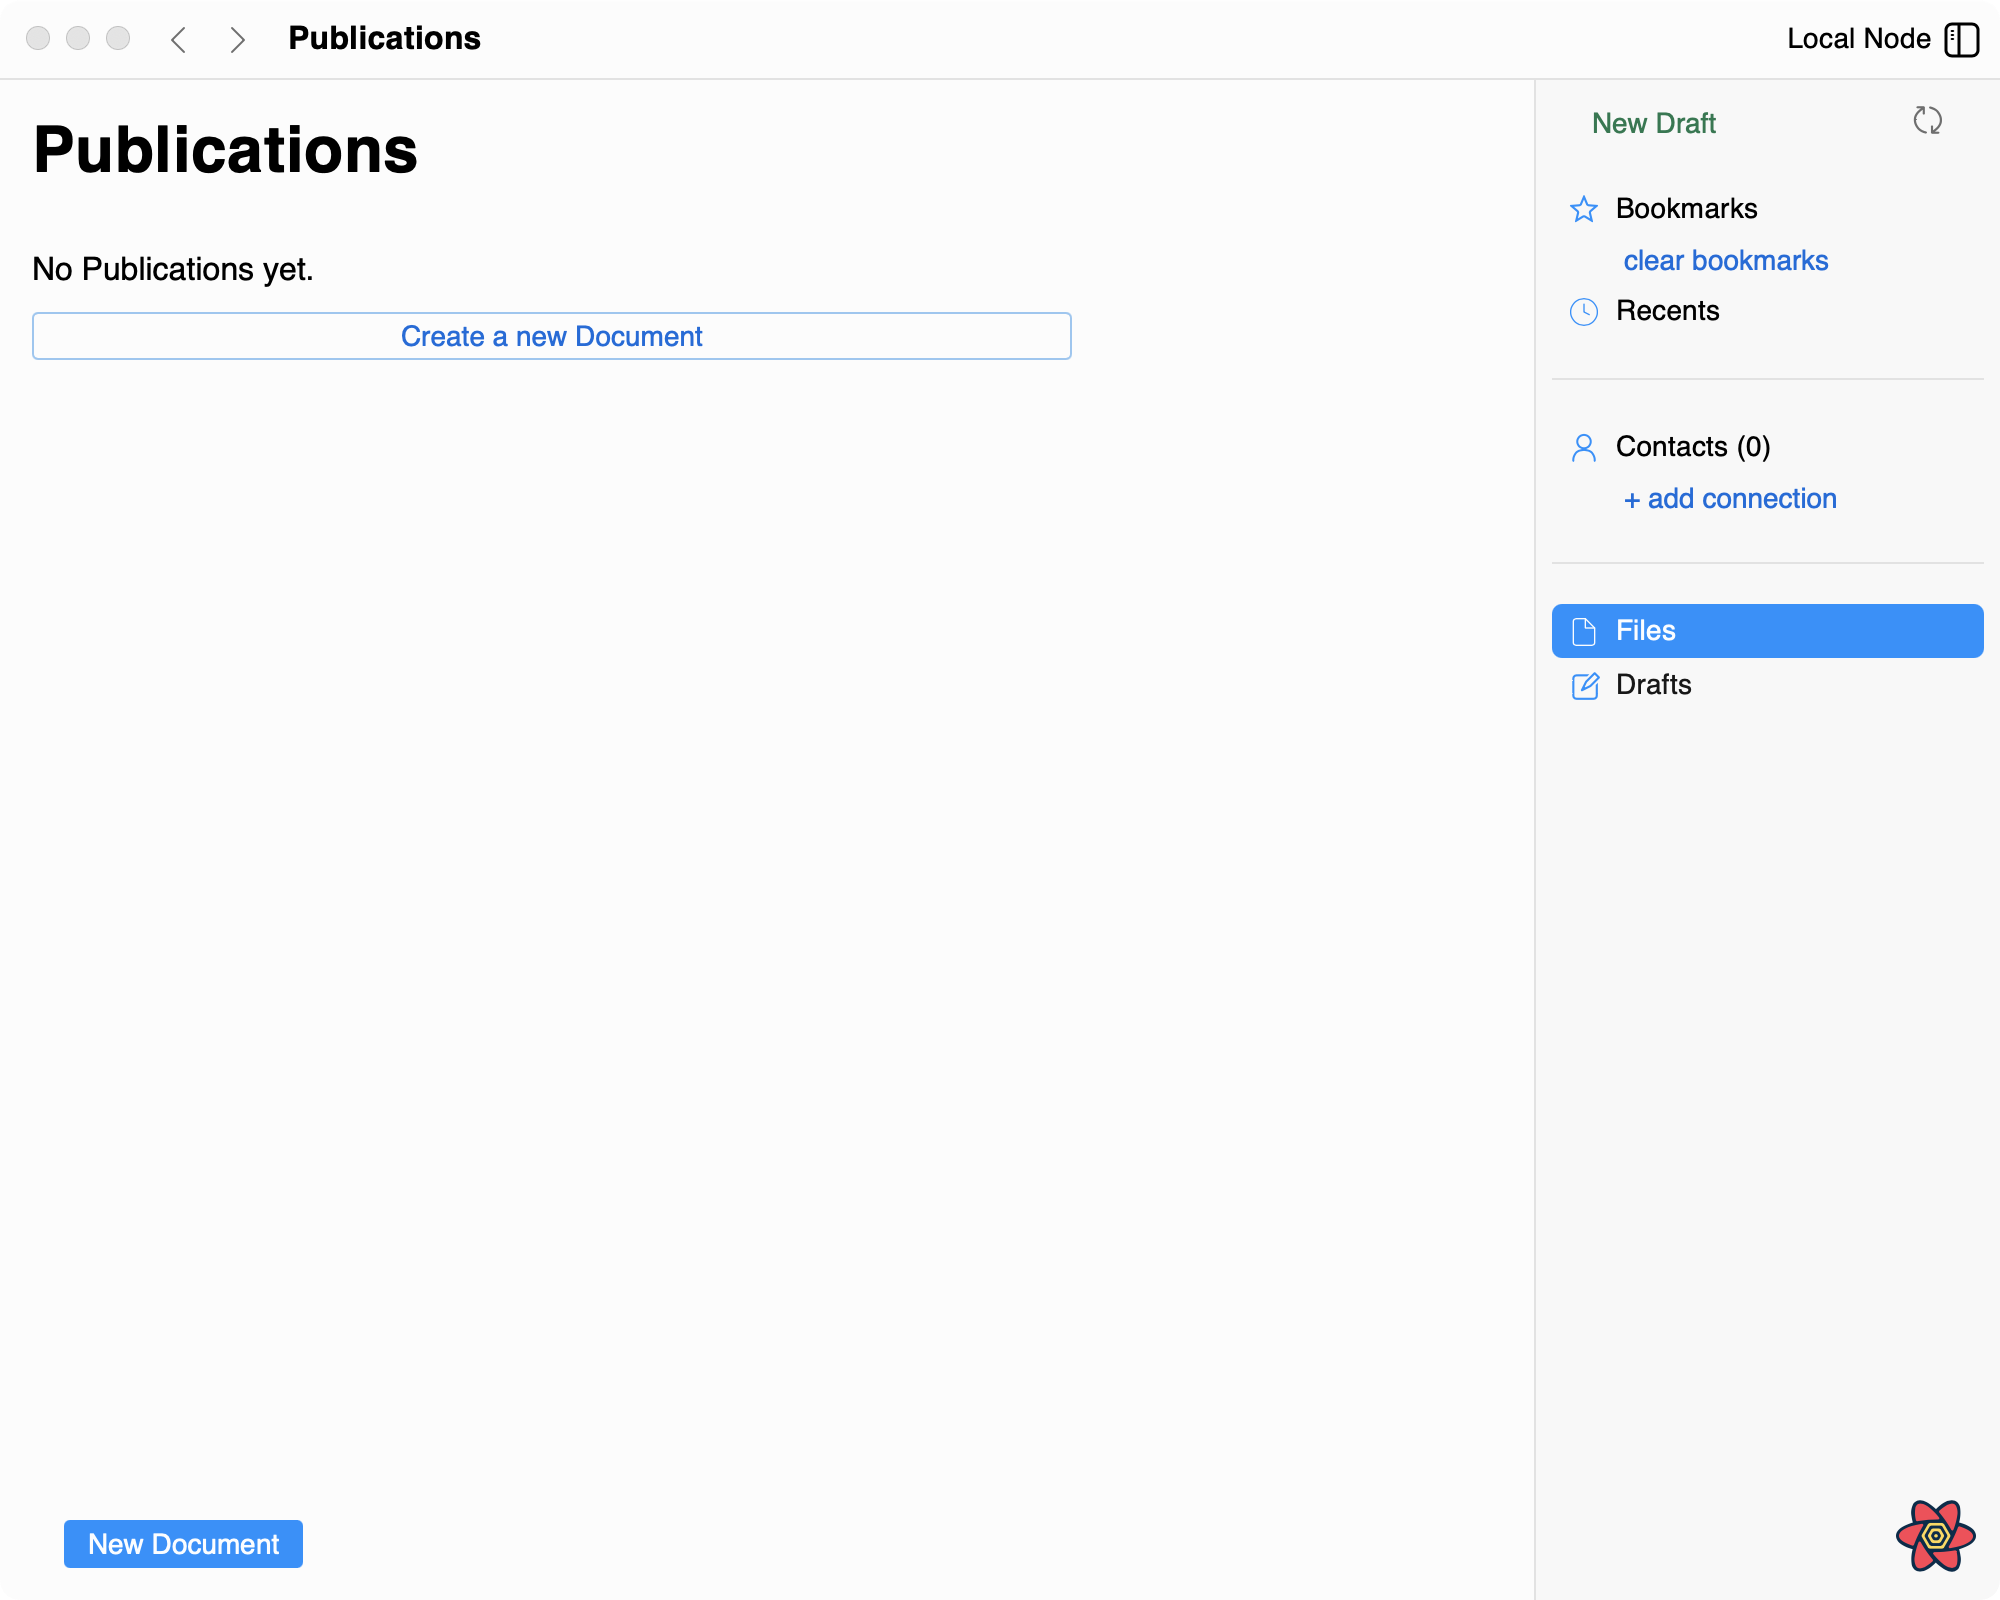 Publications
Local Node
Publications
No Publications yet.
Create a new Document
New Document
New Draft
Bookmarks
clear bookmarks
Recents
Contacts (0)
+ add connection
Files
Drafts